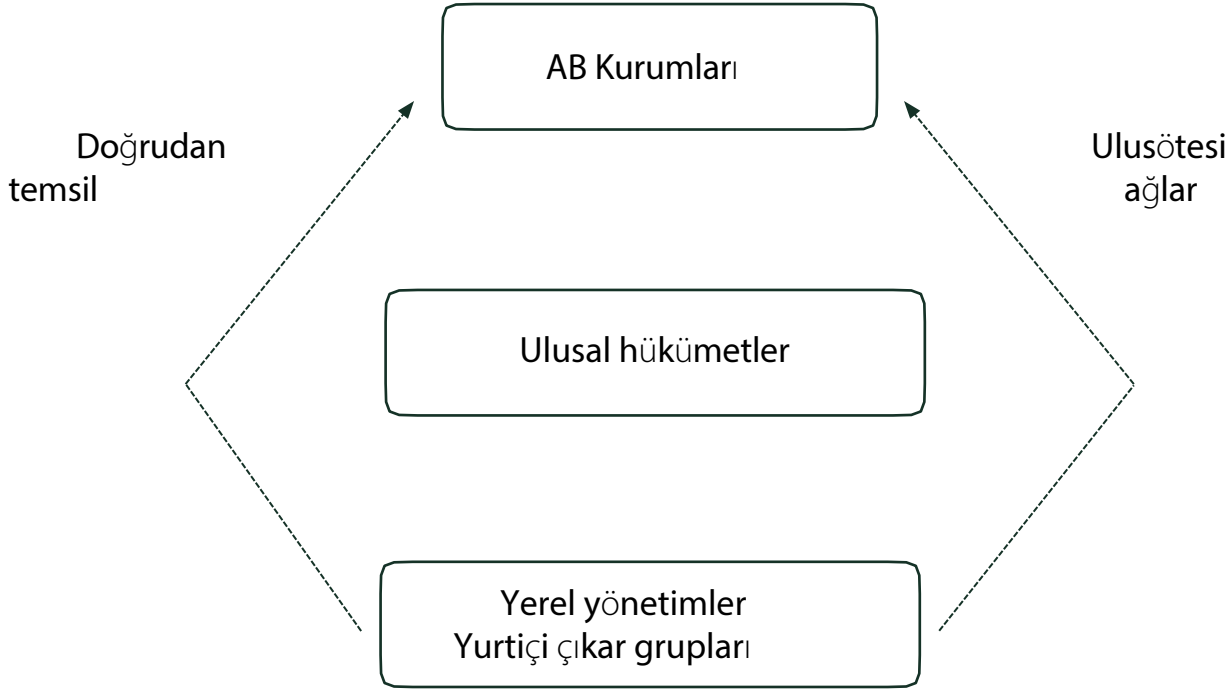 AB Kurumları
Doğrudan
temsil
Ulusötesi
ağlar
Ulusal hükümetler
Yerel yönetimler
Yurtiçi çıkar grupları